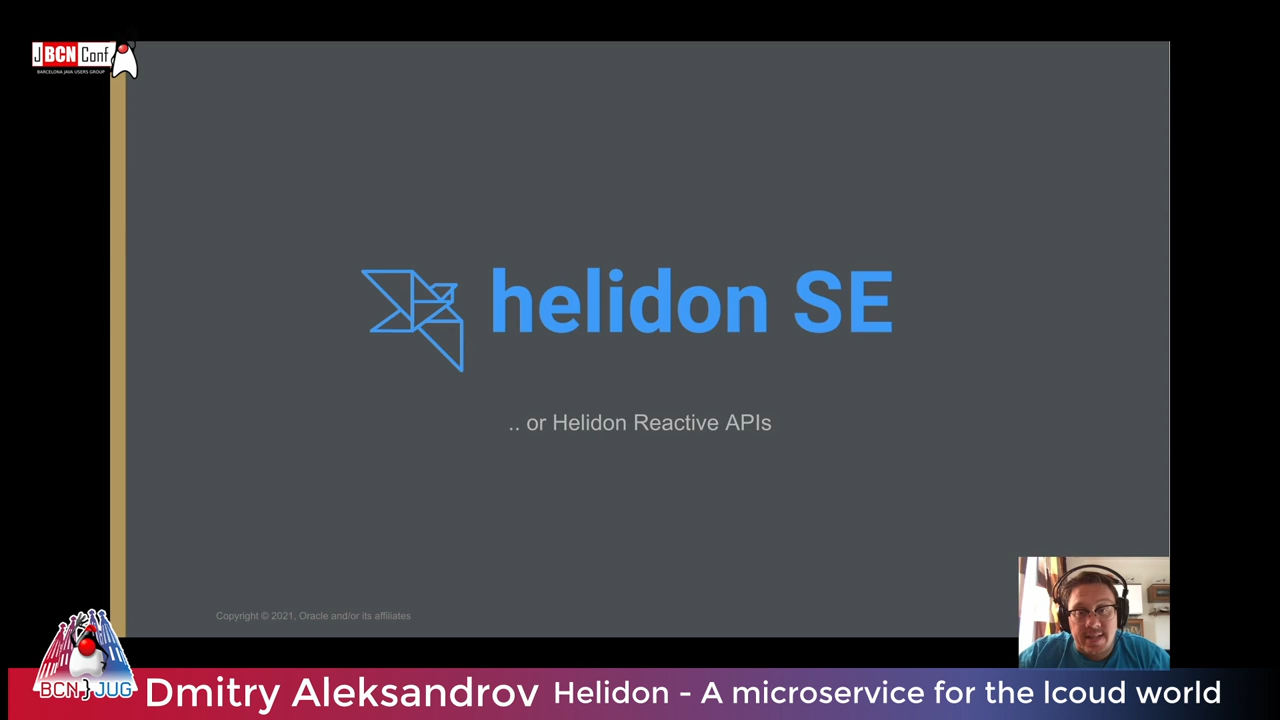 JBCNConf
BARCELONA JAVA USERS GROUP
helidon SE
.. or Helidon Reactive APIs
Copyright © 2021, Oracle and/or its affiliates
BCN JUG
Dmitry Aleksandrov Helidon - A microservice for the lcoud world